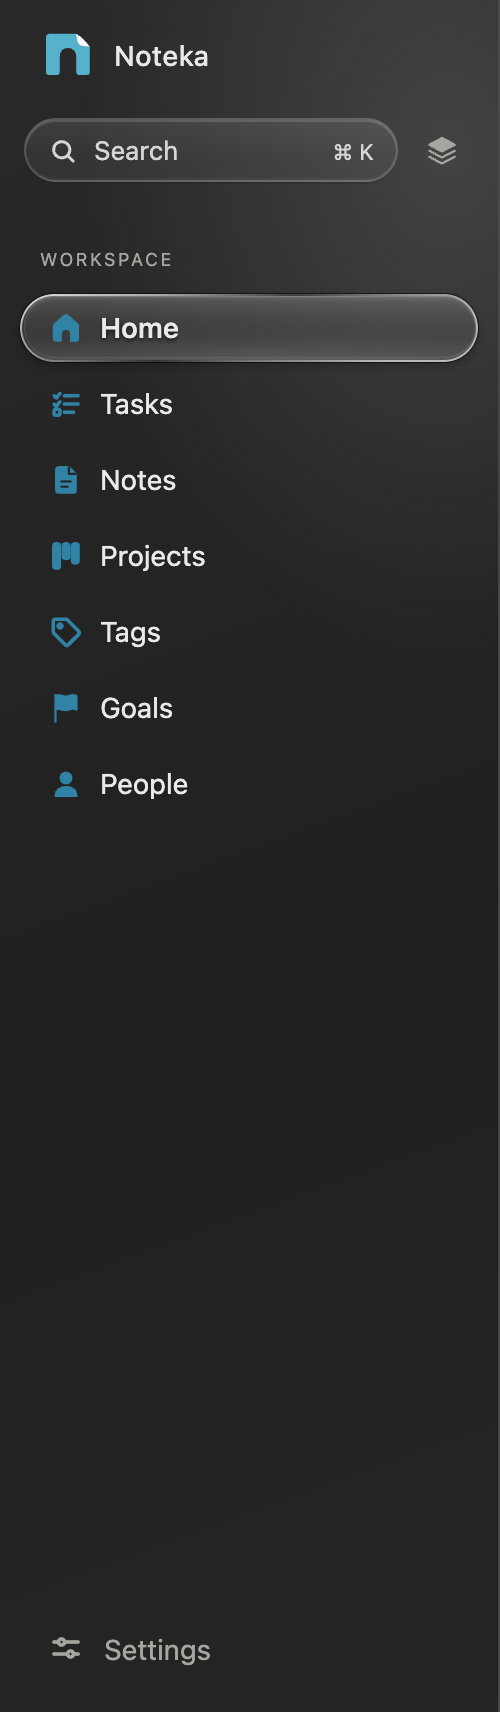 Noteka
Search ⌘ K
WORKSPACE
Home
Tasks
Notes
Projects
Tags
Goals
People
Settings